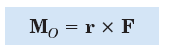 M_O = r × F